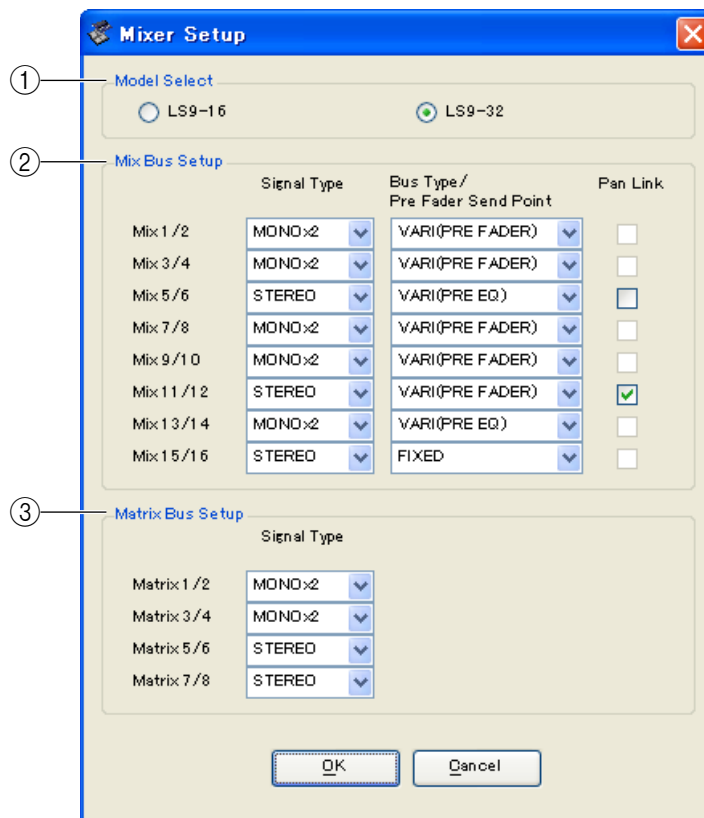 Mixer Setup
① Model Select
LS9-16 LS9-32
② Mix Bus Setup
Signal Type Bus Type/ Pan Link
Pre Fader Send Point
Mix 1/2 MONOx2 VARI(PRE FADER)
Mix 3/4 MONOx2 VARI(PRE FADER)
Mix 5/6 STEREO VARI(PRE EQ)
Mix 7/8 MONOx2 VARI(PRE FADER)
Mix 9/10 MONOx2 VARI(PRE FADER)
Mix 11/12 STEREO VARI(PRE FADER)
Mix 13/14 MONOx2 VARI(PRE EQ)
Mix 15/16 STEREO FIXED
③ Matrix Bus Setup
Signal Type
Matrix 1/2 MONOx2
Matrix 3/4 MONOx2
Matrix 5/6 STEREO
Matrix 7/8 STEREO
OK Cancel